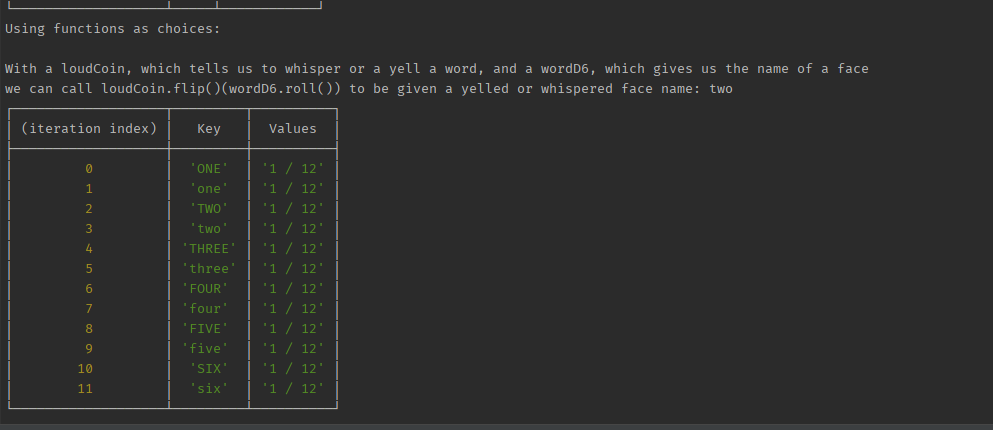 Using functions as choices:
With a loudCoin, which tells us to whisper or a yell a word, and a wordD6, which gives us the name of a face
we can call loudCoin.flip()(wordD6.roll()) to be given a yelled or whispered face name: two
(iteration index) Key Values
0 'ONE' '1 / 12'
1 'one' '1 / 12'
2 'TWO' '1 / 12'
3 'two' '1 / 12'
4 'THREE' '1 / 12'
5 'three' '1 / 12'
6 'FOUR' '1 / 12'
7 'four' '1 / 12'
8 'FIVE' '1 / 12'
9 'five' '1 / 12'
10 'SIX' '1 / 12'
11 'six' '1 / 12'